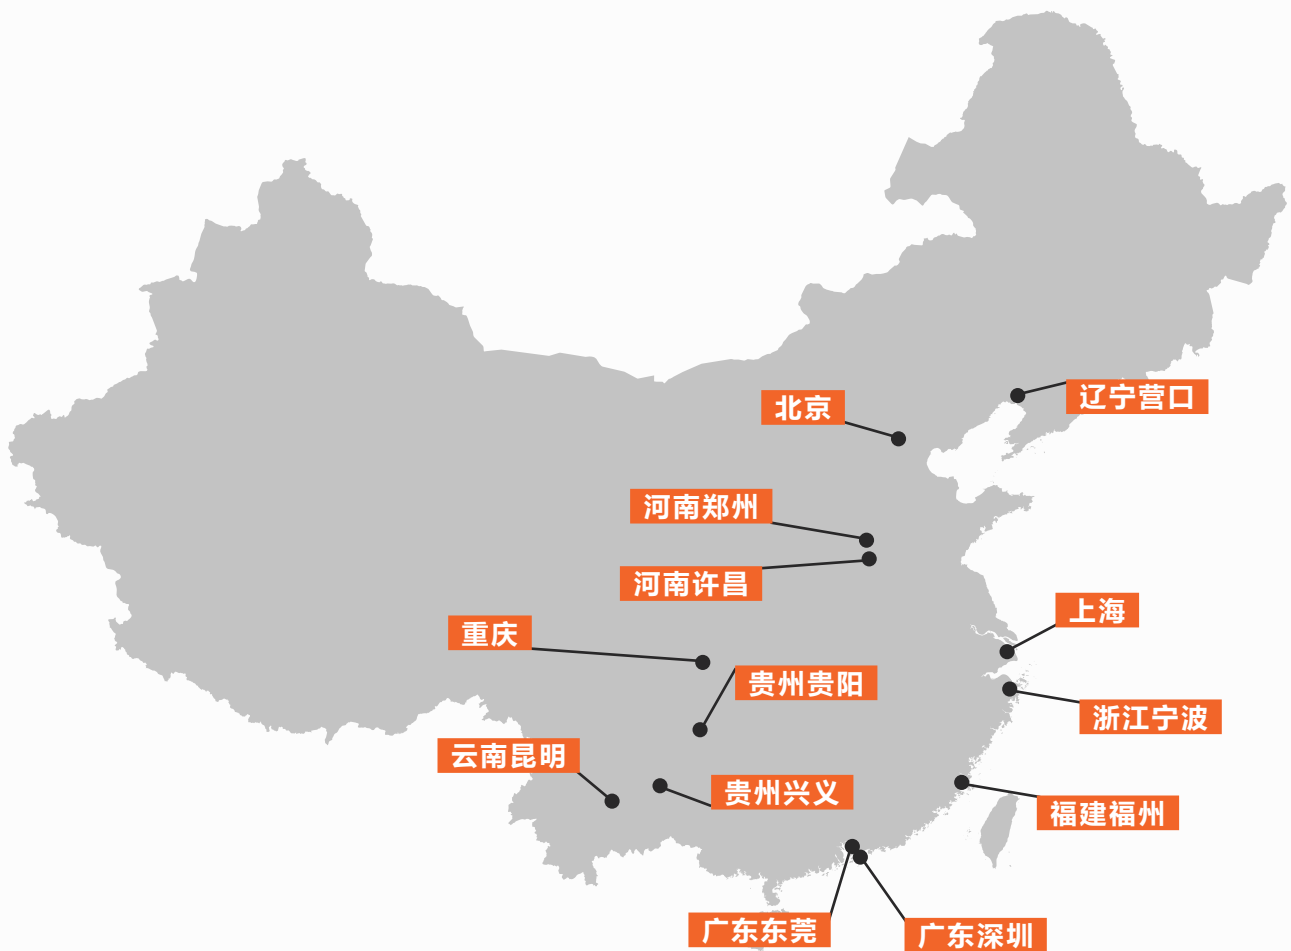 辽宁营口
北京
河南郑州
河南许昌
上海
重庆
贵州贵阳
浙江宁波
云南昆明
贵州兴义
福建福州
广东东莞
广东深圳